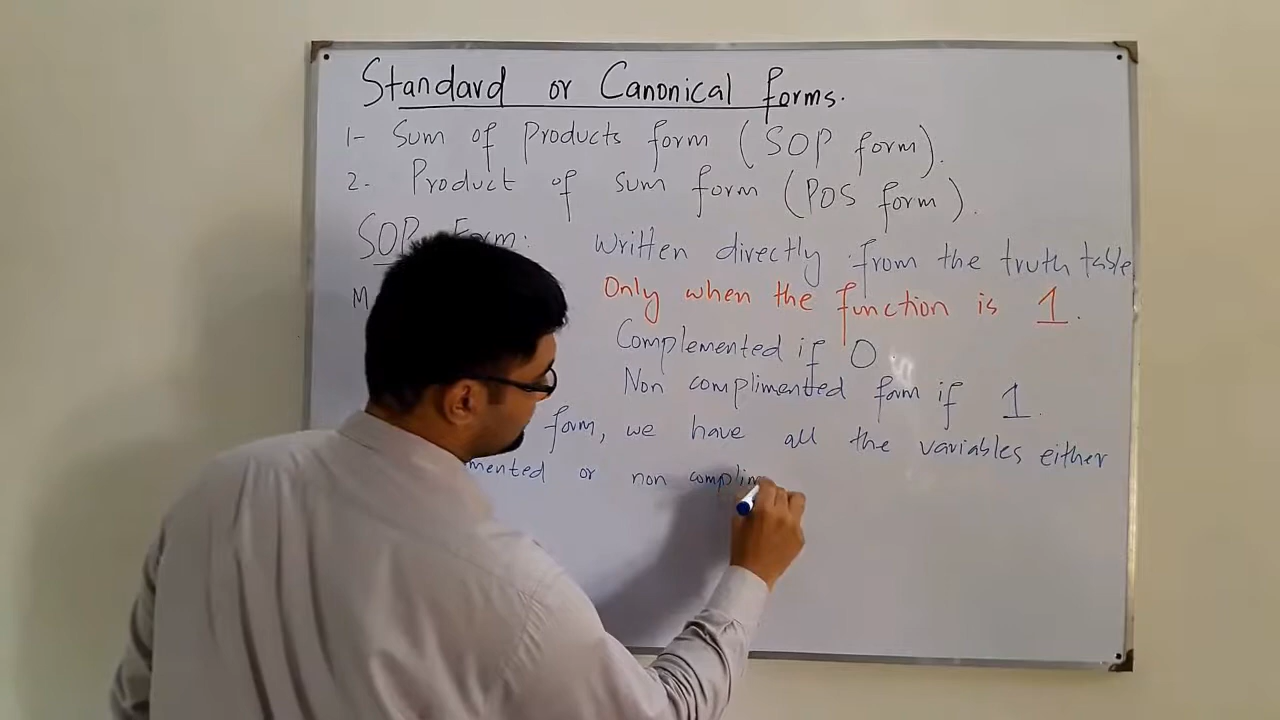 Standard or Canonical forms.
1- Sum of Products form (SOP form).
2. Product of sum form (POS form).
SOP Form: Written directly from the truth table
M Only when the function is 1.
Complemented if 0.
Non complimented form if 1.
form, we have all the variables either
mented or non complim